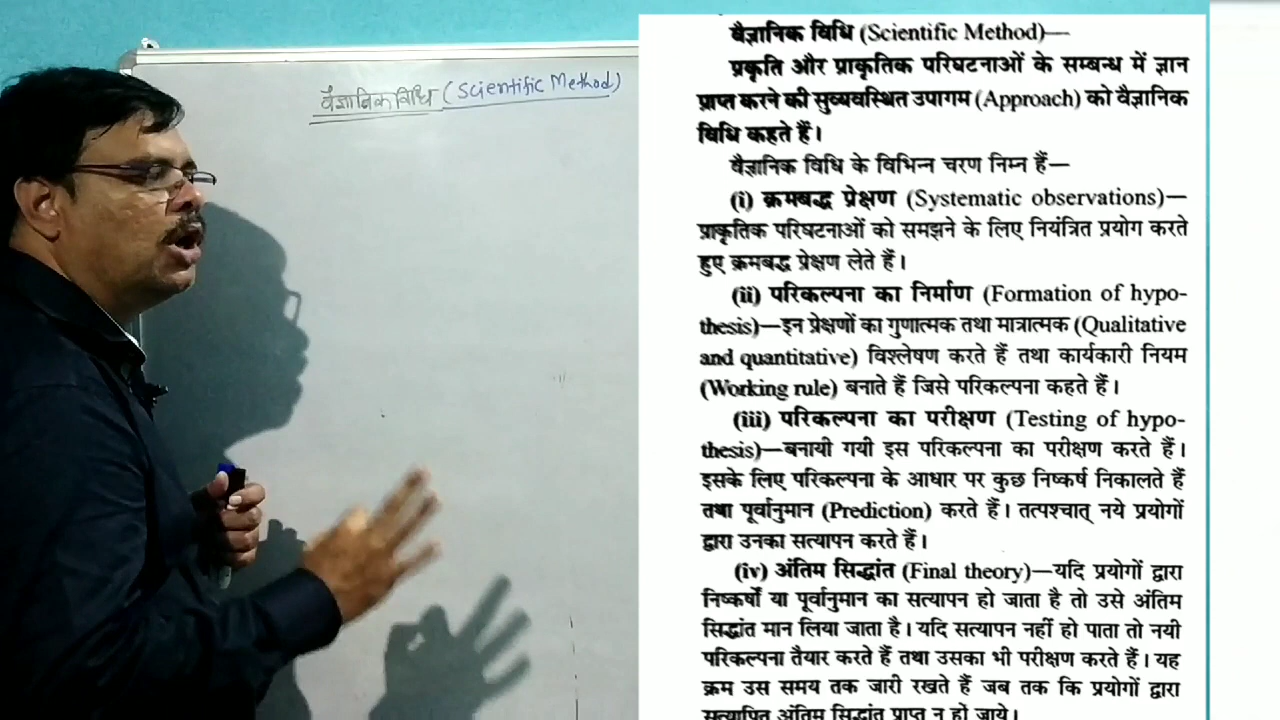 वैज्ञानिक विधि (Scientific Method)
वैज्ञानिक विधि (Scientific Method)—
प्रकृति और प्राकृतिक परिघटनाओं के सम्बन्ध में ज्ञान
प्राप्त करने की सुव्यवस्थित उपागम (Approach) को वैज्ञानिक
विधि कहते हैं।
वैज्ञानिक विधि के विभिन्न चरण निम्न हैं—
(i) क्रमबद्ध प्रेक्षण (Systematic observations)—
प्राकृतिक परिघटनाओं को समझने के लिए नियंत्रित प्रयोग करते
हुए क्रमबद्ध प्रेक्षण लेते हैं।
(ii) परिकल्पना का निर्माण (Formation of hypo-
thesis)—इन प्रेक्षणों का गुणात्मक तथा मात्रात्मक (Qualitative
and quantitative) विश्लेषण करते हैं तथा कार्यकारी नियम
(Working rule) बनाते हैं जिसे परिकल्पना कहते हैं।
(iii) परिकल्पना का परीक्षण (Testing of hypo-
thesis)—बनायी गयी इस परिकल्पना का परीक्षण करते हैं।
इसके लिए परिकल्पना के आधार पर कुछ निष्कर्ष निकालते हैं
तथा पूर्वानुमान (Prediction) करते हैं। तत्पश्चात् नये प्रयोगों
द्वारा उनका सत्यापन करते हैं।
(iv) अंतिम सिद्धांत (Final theory)—यदि प्रयोगों द्वारा
निष्कर्षों या पूर्वानुमान का सत्यापन हो जाता है तो उसे अंतिम
सिद्धांत मान लिया जाता है। यदि सत्यापन नहीं हो पाता तो नयी
परिकल्पना तैयार करते हैं तथा उसका भी परीक्षण करते हैं। यह
क्रम उस समय तक जारी रखते हैं जब तक कि प्रयोगों द्वारा
सत्यापित अंतिम सिद्धांत प्राप्त न हो जाये।